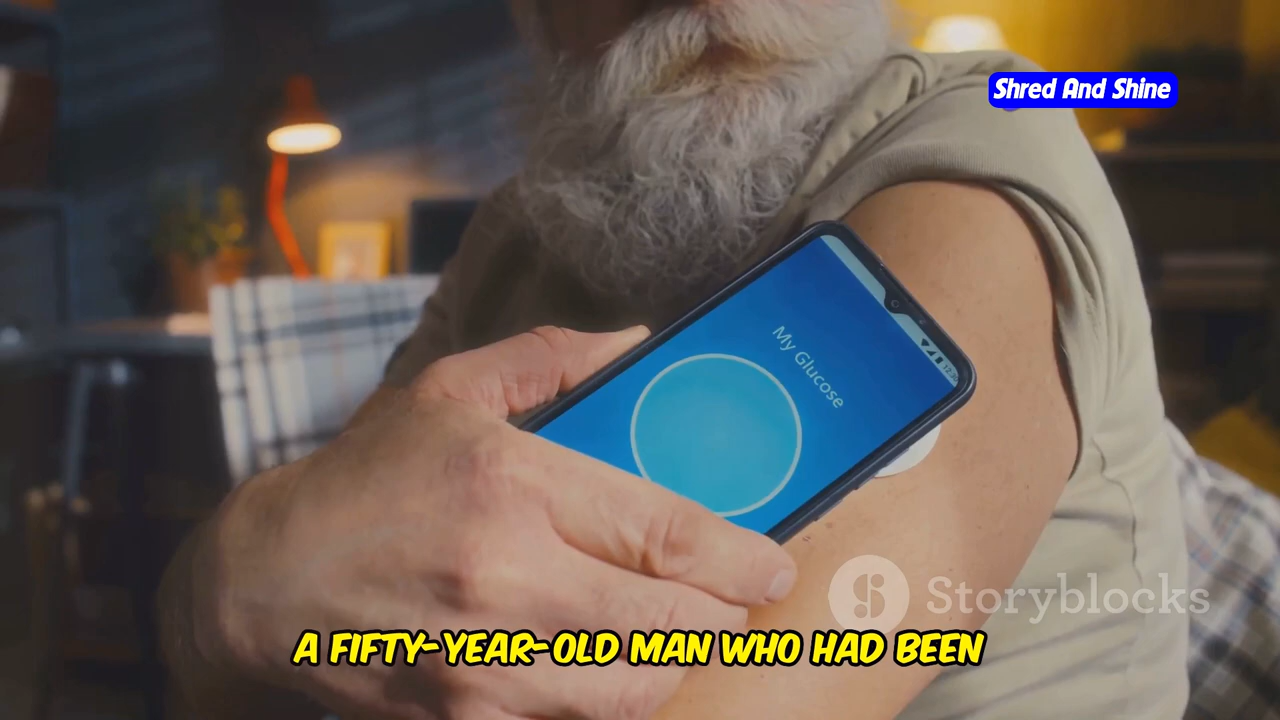 Shred And Shine
My Glucose
Storyblocks
A FIFTY-YEAR-OLD MAN WHO HAD BEEN